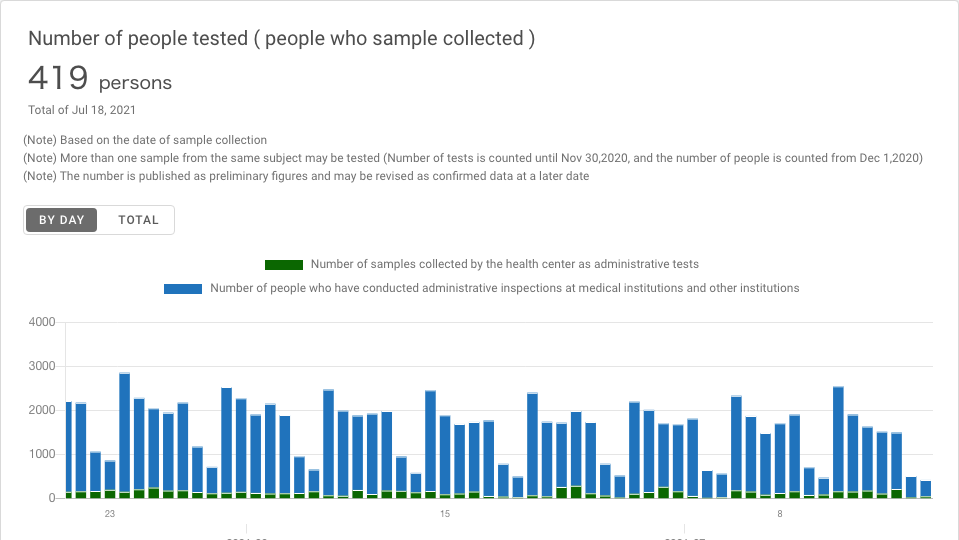 Number of people tested ( people who sample collected )
419 persons
Total of Jul 18, 2021
(Note) Based on the date of sample collection
(Note) More than one sample from the same subject may be tested (Number of tests is counted until Nov 30,2020, and the number of people is counted from Dec 1,2020)
(Note) The number is published as preliminary figures and may be revised as confirmed data at a later date
BY DAY TOTAL
Number of samples collected by the health center as administrative tests
Number of people who have conducted administrative inspections at medical institutions and other institutions
4000
3000
2000
1000
0
23 15 8